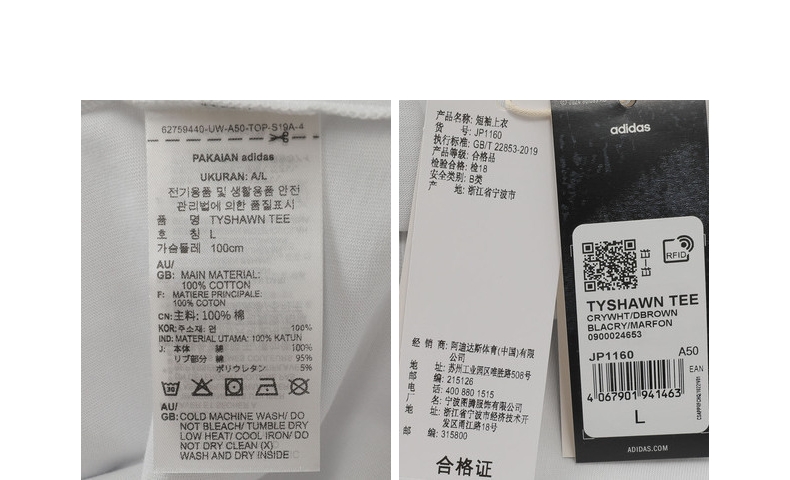 62759440-UW-A50-TOP-S19A-4
PAKAIAN adidas
UKURAN: A/L
전기용품 및 생활용품 안전
관리법에 의한 품질표시
품 명 TYSHAWN TEE
호 칭 L
가슴둘레 100cm
AU/
GB: MAIN MATERIAL:
100% COTTON
F: MATIERE PRINCIPALE:
100% COTON
CN: 主料: 100% 棉
KOR: 주소재: 면 100%
IND: MATERIAL UTAMA: 100% KATUN
J: 本体 綿 100%
リブ部分 綿 95%
ポリウレタン 5%
AU/
GB: COLD MACHINE WASH/ DO
NOT BLEACH/ TUMBLE DRY
LOW HEAT/ COOL IRON/ DO
NOT DRY CLEAN (X)
WASH AND DRY INSIDE
产品名称: 短袖上衣
货 号: JP1160
执行标准: GB/T 22853-2019
产品等级: 合格品
检验合格: 检18
安全类别: B类
产 地: 浙江省宁波市
经 销 商: 阿迪达斯体育(中国)有限
公司
地 址: 苏州工业园区唯胜路508号
邮 编: 215126
电 话: 400 880 1515
厂 名: 宁波图腾服饰有限公司
地 址: 浙江省宁波市经济技术开
发区甬江路18号
邮 编: 315800
合格证
adidas
RFID
TYSHAWN TEE
CRYWHT/DBROWN
BLACRY/MARFON
0900024653
JP1160 A50
EAN
4 067901 941463
L
ADIDAS.COM